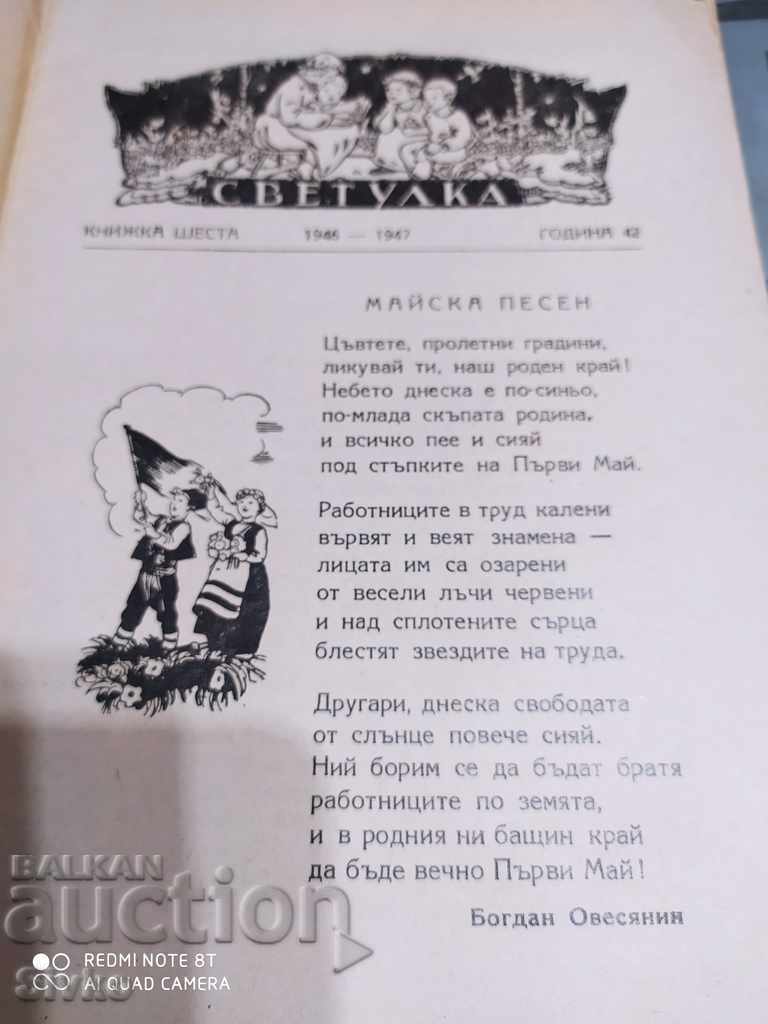 СВЕТУЛКА
КНИЖКА ШЕСТА 1946 — 1947 ГОДИНА 42
МАЙСКА ПЕСЕН
Цъвтете, пролетни градини,
ликувай ти, наш роден край!
Небето днеска е по-синьо,
по-млада скъпата родина,
и всичко пее и сияй
под стъпките на Първи Май.
Работниците в труд калени
вървят и веят знамена —
лицата им са озарени
от весели лъчи червени
и над сплотените сърца
блестят звездите на труда.
Другари, днеска свободата
от слънце повече сияй.
Ний борим се да бъдат братя
работниците по земята,
и в родния ни бащин край
да бъде вечно Първи Май!
Богдан Овесянин
BALKAN
auction
REDMI NOTE 8T
AI QUAD CAMERA